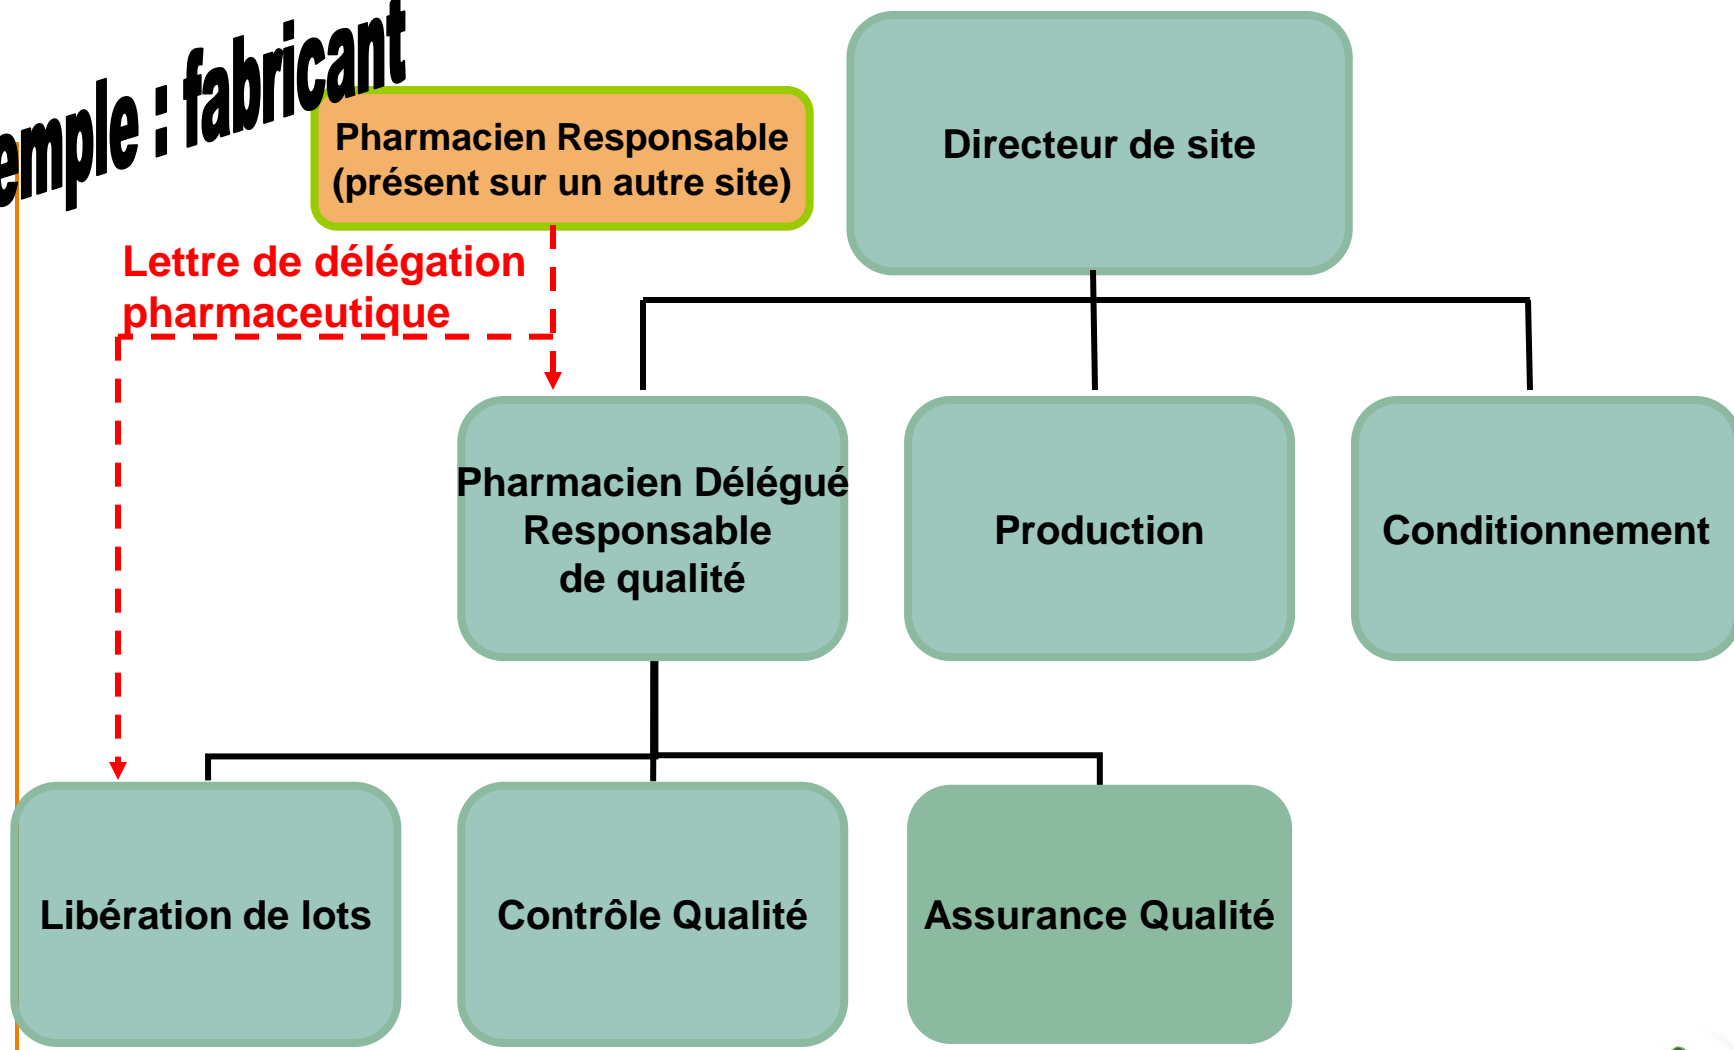 emple : fabricant
Pharmacien Responsable
(présent sur un autre site)
Directeur de site
Lettre de délégation
pharmaceutique
Pharmacien Délégué
Responsable
de qualité
Production
Conditionnement
Libération de lots
Contrôle Qualité
Assurance Qualité